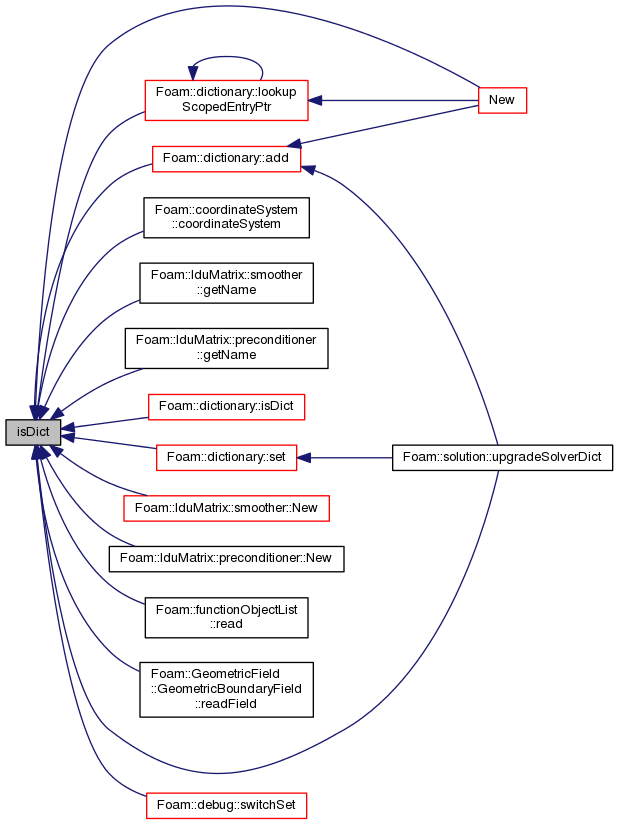 Foam::dictionary::lookup
ScopedEntryPtr
New
Foam::dictionary::add
Foam::coordinateSystem
::coordinateSystem
Foam::lduMatrix::smoother
::getName
Foam::lduMatrix::preconditioner
::getName
Foam::dictionary::isDict
isDict
Foam::dictionary::set
Foam::solution::upgradeSolverDict
Foam::lduMatrix::smoother::New
Foam::lduMatrix::preconditioner::New
Foam::functionObjectList
::read
Foam::GeometricField
::GeometricBoundaryField
::readField
Foam::debug::switchSet